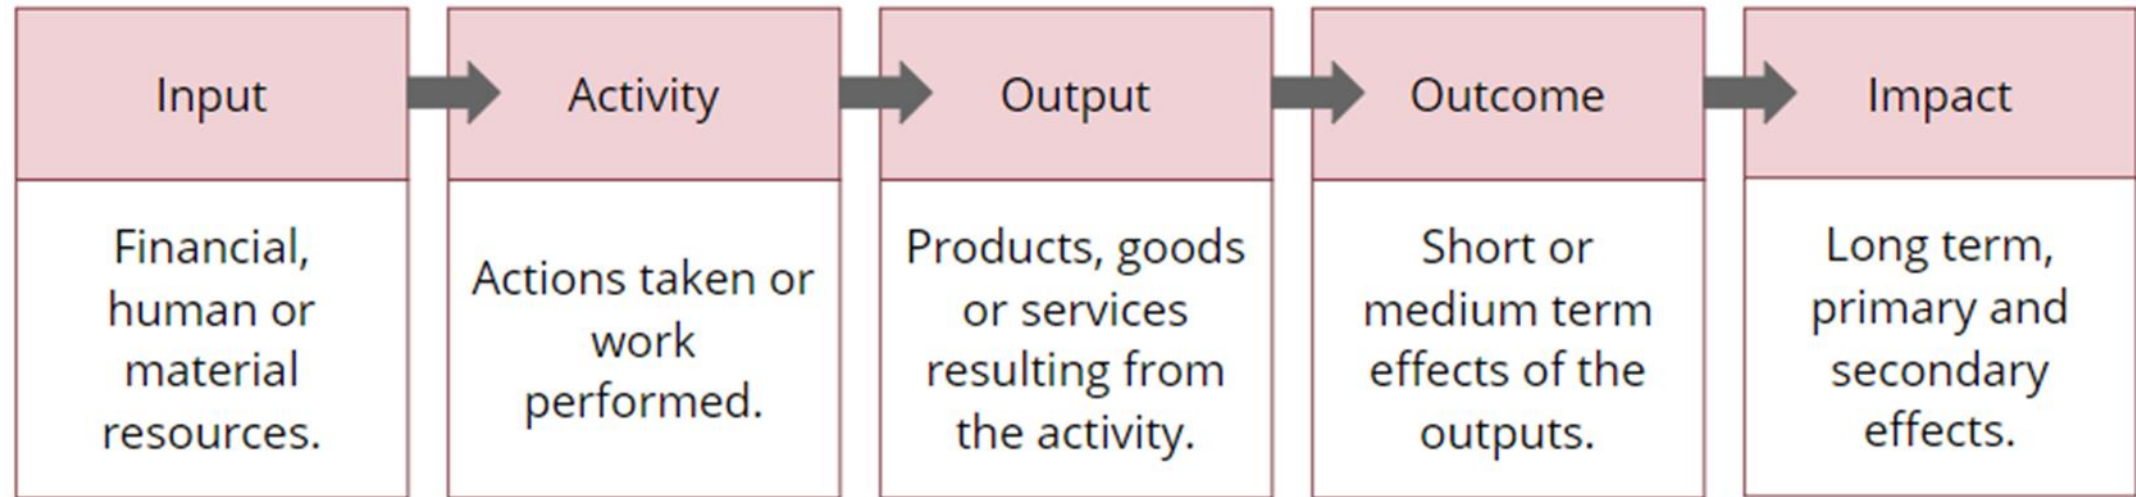 Input
Activity
Output
Outcome
Impact
Financial,
human or
material
resources.
Actions taken or
work
performed.
Products, goods
or services
resulting from
the activity.
Short or
medium term
effects of the
outputs.
Long term,
primary and
secondary
effects.